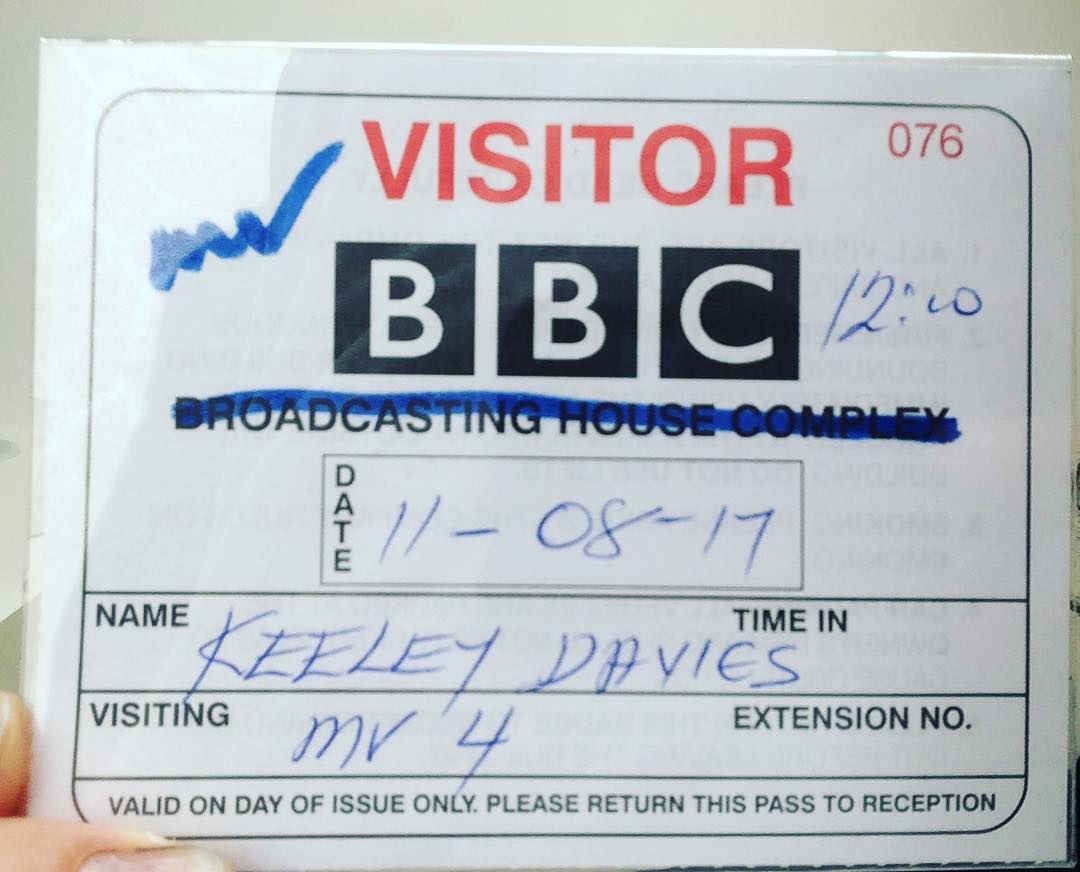 VISITOR 076
BBC 12:10
BROADCASTING HOUSE COMPLEX
DATE 11-08-17
NAME KEELEY DAVIES TIME IN
VISITING MV 4 EXTENSION NO.
VALID ON DAY OF ISSUE ONLY. PLEASE RETURN THIS PASS TO RECEPTION